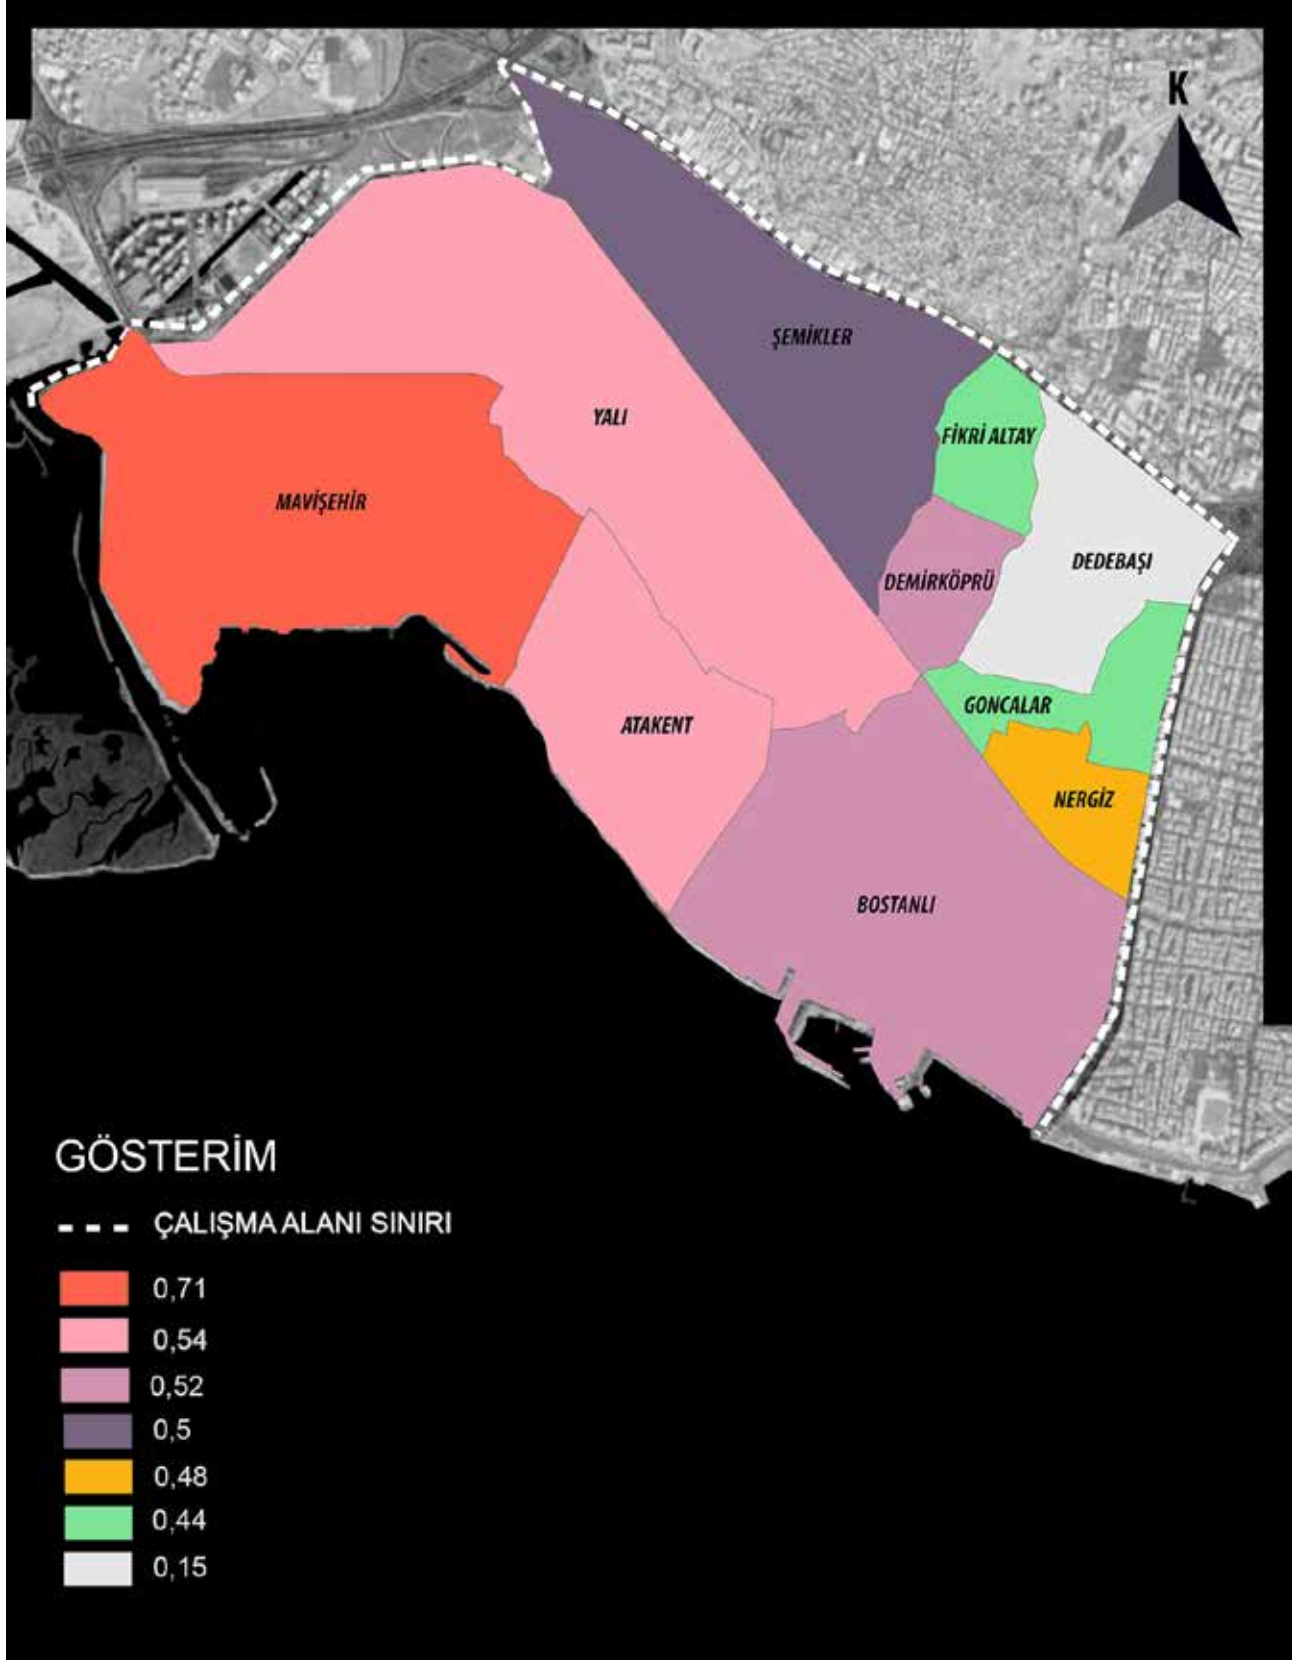 K
ŞEMİKLER
YALI
FİKRİ ALTAY
MAVİŞEHİR
DEDEBAŞI
DEMİRKÖPRÜ
GONCALAR
ATAKENT
NERGİZ
BOSTANLI
GÖSTERİM
ÇALIŞMA ALANI SINIRI
0,71
0,54
0,52
0,5
0,48
0,44
0,15